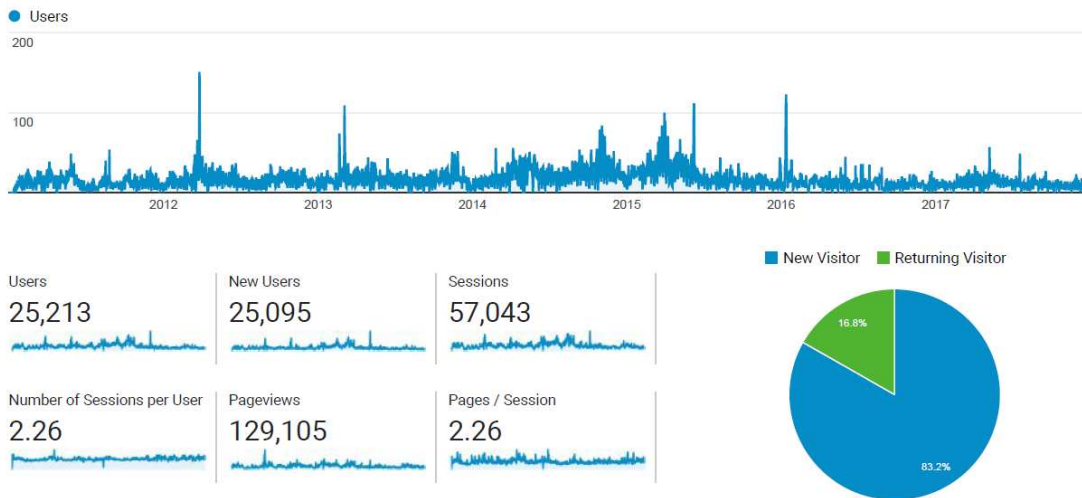 Users
200
100
2012 2013 2014 2015 2016 2017
New Visitor Returning Visitor
Users New Users Sessions
25,213 25,095 57,043
Number of Sessions per User Pageviews Pages / Session
2.26 129,105 2.26
16.8%
83.2%